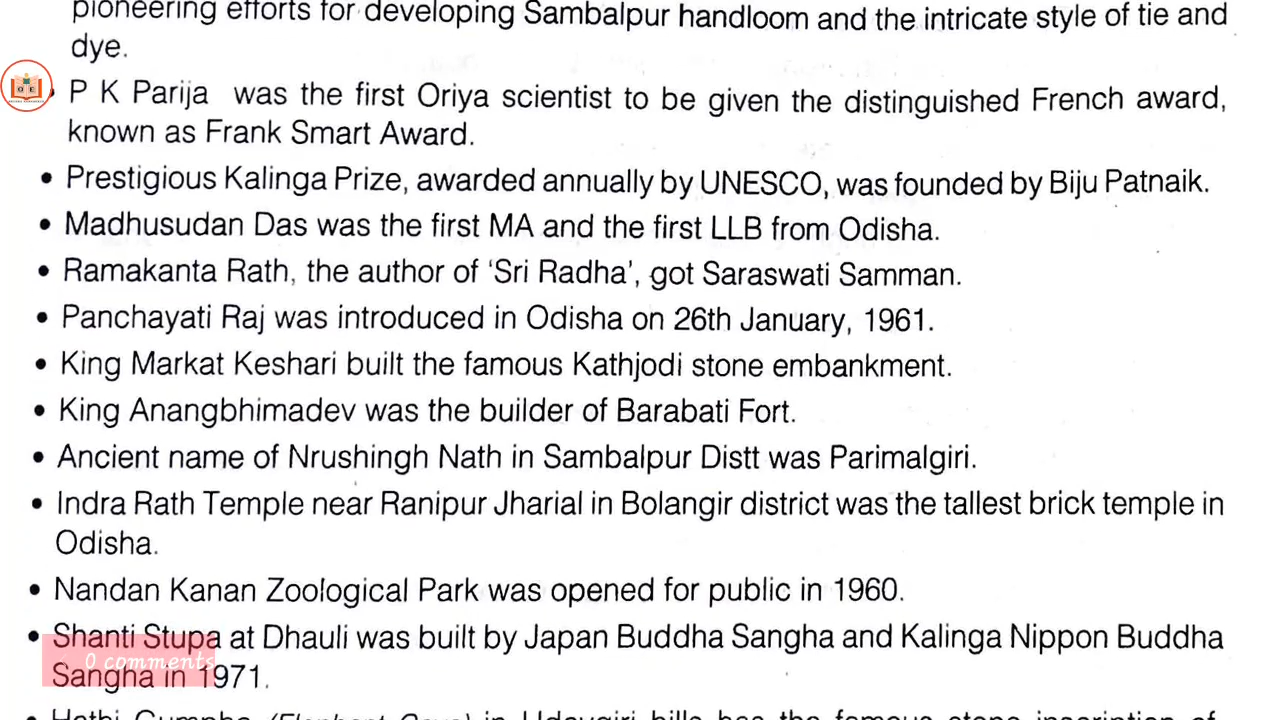 pioneering efforts for developing Sambalpur handloom and the intricate style of tie and
dye.
P K Parija was the first Oriya scientist to be given the distinguished French award,
known as Frank Smart Award.
• Prestigious Kalinga Prize, awarded annually by UNESCO, was founded by Biju Patnaik.
• Madhusudan Das was the first MA and the first LLB from Odisha.
• Ramakanta Rath, the author of ‘Sri Radha’, got Saraswati Samman.
• Panchayati Raj was introduced in Odisha on 26th January, 1961.
• King Markat Keshari built the famous Kathjodi stone embankment.
• King Anangbhimadev was the builder of Barabati Fort.
• Ancient name of Nrushingh Nath in Sambalpur Distt was Parimalgiri.
• Indra Rath Temple near Ranipur Jharial in Bolangir district was the tallest brick temple in
Odisha.
• Nandan Kanan Zoological Park was opened for public in 1960.
• Shanti Stupa at Dhauli was built by Japan Buddha Sangha and Kalinga Nippon Buddha
0 comments
Sangha in 1971.
• Hathi Gumpha (Elephant Cave) in Udaygiri hills has the famous stone inscription of